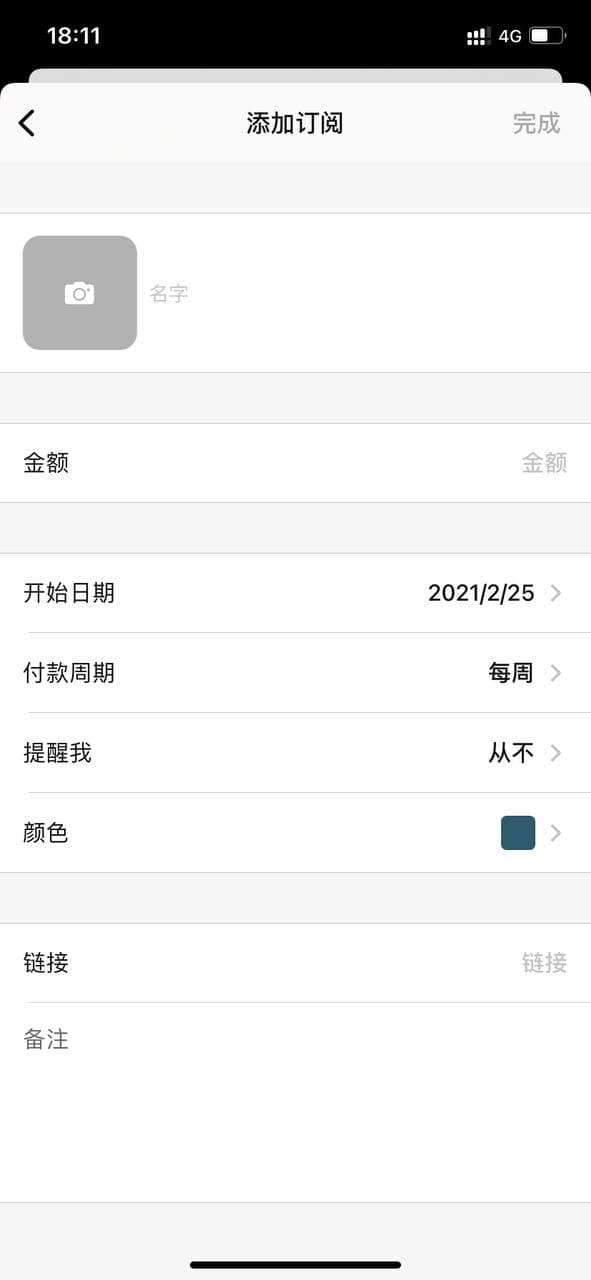 18:11
4G
添加订阅
完成
名字
金额
金额
开始日期
2021/2/25
付款周期
每周
提醒我
从不
颜色
链接
链接
备注